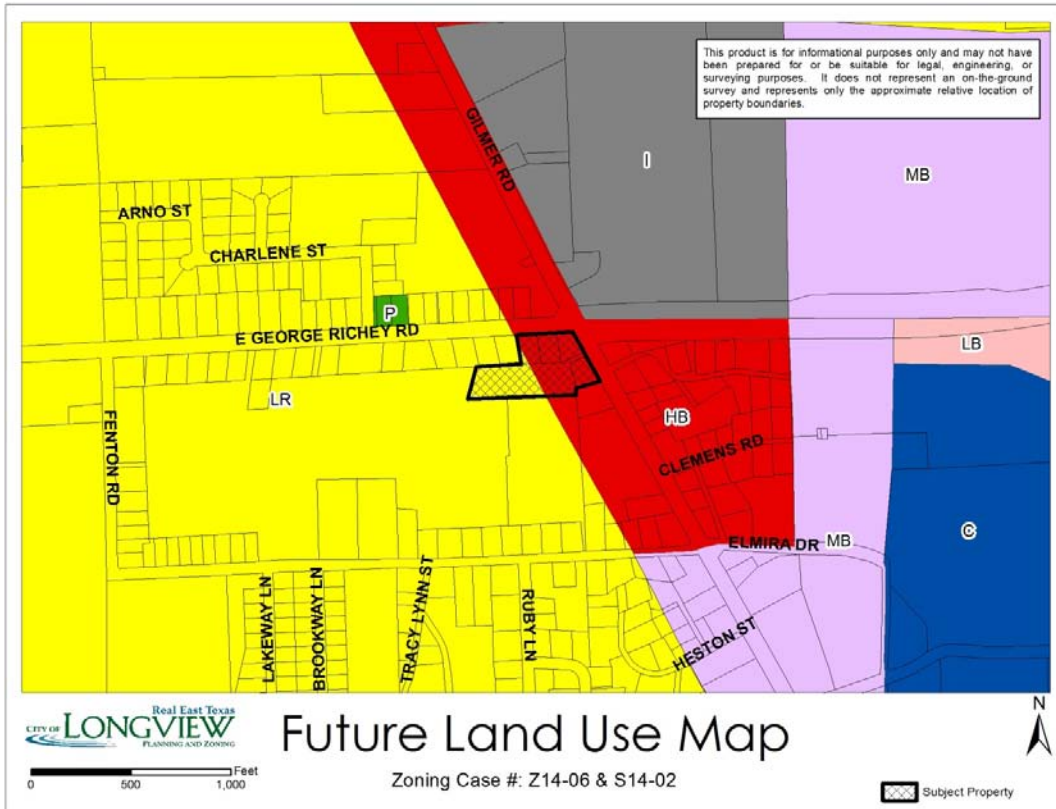 This product is for informational purposes only and may not have
been prepared for or be suitable for legal, engineering, or
surveying purposes. It does not represent an on-the-ground
survey and represents only the approximate relative location of
property boundaries.
GILMER RD
I
MB
ARNO ST
CHARLENE ST
P
E GEORGE RICHEY RD
LB
LR
HB
FENTON RD
CLEMENS RD
C
ELMIRA DR
MB
LAKEWAY LN
BROOKWAY LN
TRACY LYNN ST
RUBY LN
HESTON ST
Real East Texas
CITY OF LONGVIEW
PLANNING AND ZONING
Future Land Use Map
N
Feet
0 500 1,000
Zoning Case #: Z14-06 & S14-02
Subject Property